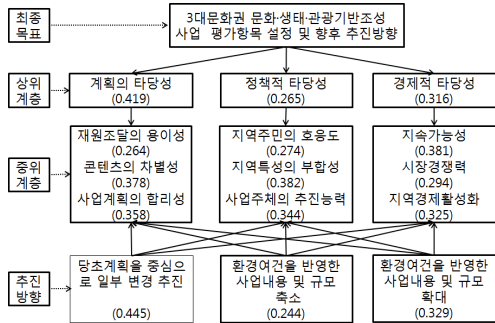 최종
목표
3대문화권 문화·생태·관광기반조성
사업 평가항목 설정 및 향후 추진방향
상위
계층
계획의 타당성
(0.419)
정책적 타당성
(0.265)
경제적 타당성
(0.316)
중위
계층
재원조달의 용이성
(0.264)
콘텐츠의 차별성
(0.378)
사업계획의 합리성
(0.358)
지역주민의 호응도
(0.274)
지역특성의 부합성
(0.382)
사업주체의 추진능력
(0.344)
지속가능성
(0.381)
시장경쟁력
(0.294)
지역경제활성화
(0.325)
추진
방향
당초계획을 중심으
로 일부 변경 추진
(0.445)
환경여건을 반영한
사업내용 및 규모
축소
(0.244)
환경여건을 반영한
사업내용 및 규모
확대
(0.329)